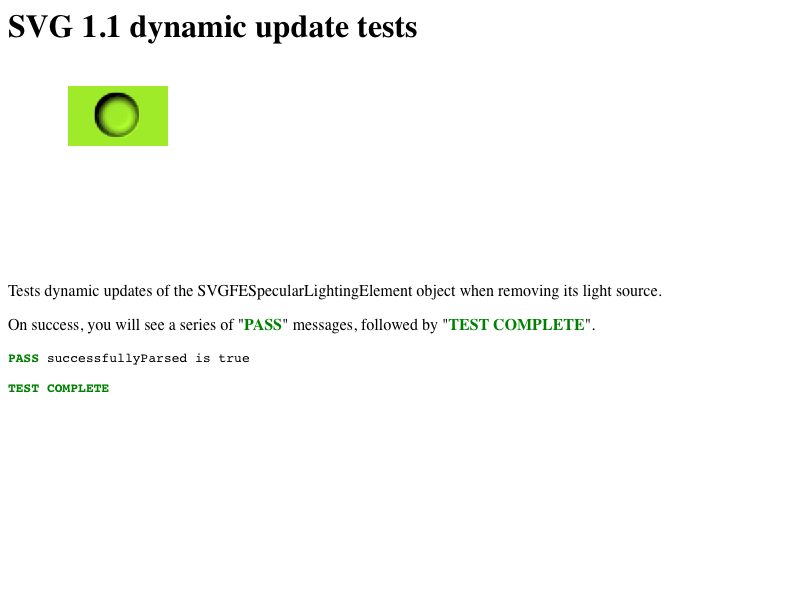 SVG 1.1 dynamic update tests
Tests dynamic updates of the SVGFESpecularLightingElement object when removing its light source.
On success, you will see a series of "PASS" messages, followed by "TEST COMPLETE".
PASS successfullyParsed is true
TEST COMPLETE